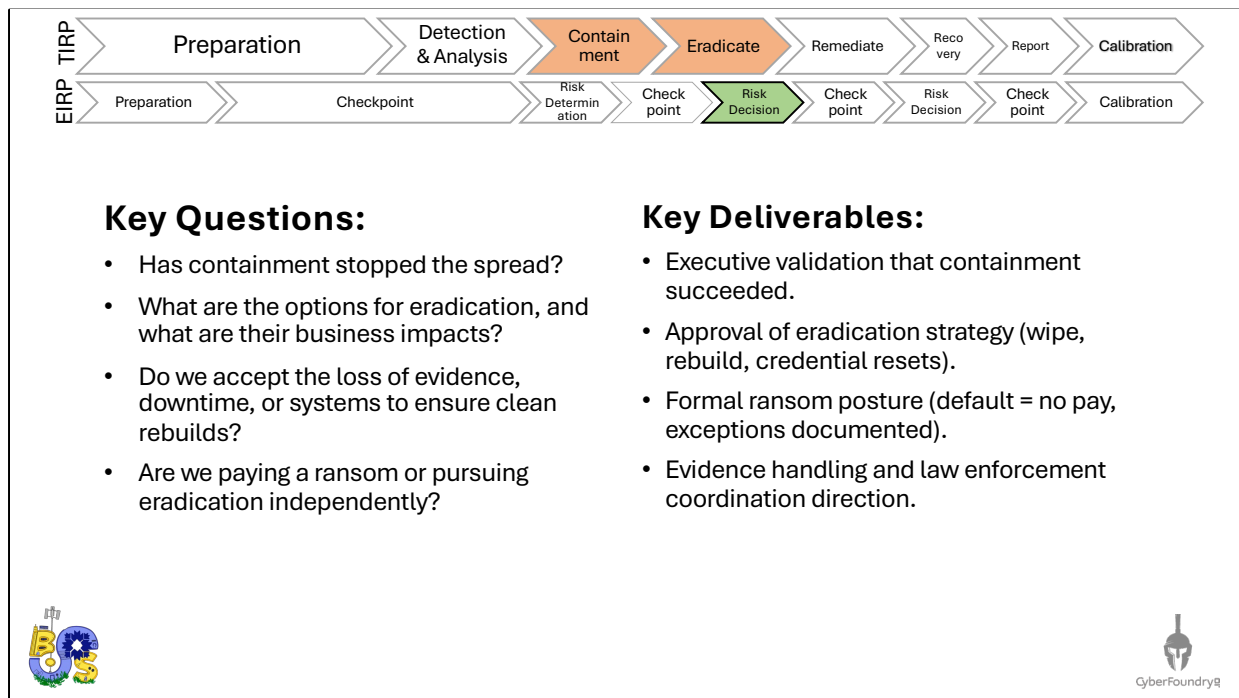 TIRP
Preparation
Detection
& Analysis
Contain
ment
Eradicate
Remediate
Reco
very
Report
Calibration
EIRP
Preparation
Checkpoint
Risk
Determin
ation
Check
point
Risk
Decision
Check
point
Risk
Decision
Check
point
Calibration
Key Questions:
• Has containment stopped the spread?
• What are the options for eradication, and
what are their business impacts?
• Do we accept the loss of evidence,
downtime, or systems to ensure clean
rebuilds?
• Are we paying a ransom or pursuing
eradication independently?
Key Deliverables:
• Executive validation that containment
succeeded.
• Approval of eradication strategy (wipe,
rebuild, credential resets).
• Formal ransom posture (default = no pay,
exceptions documented).
• Evidence handling and law enforcement
coordination direction.
CyberFoundry